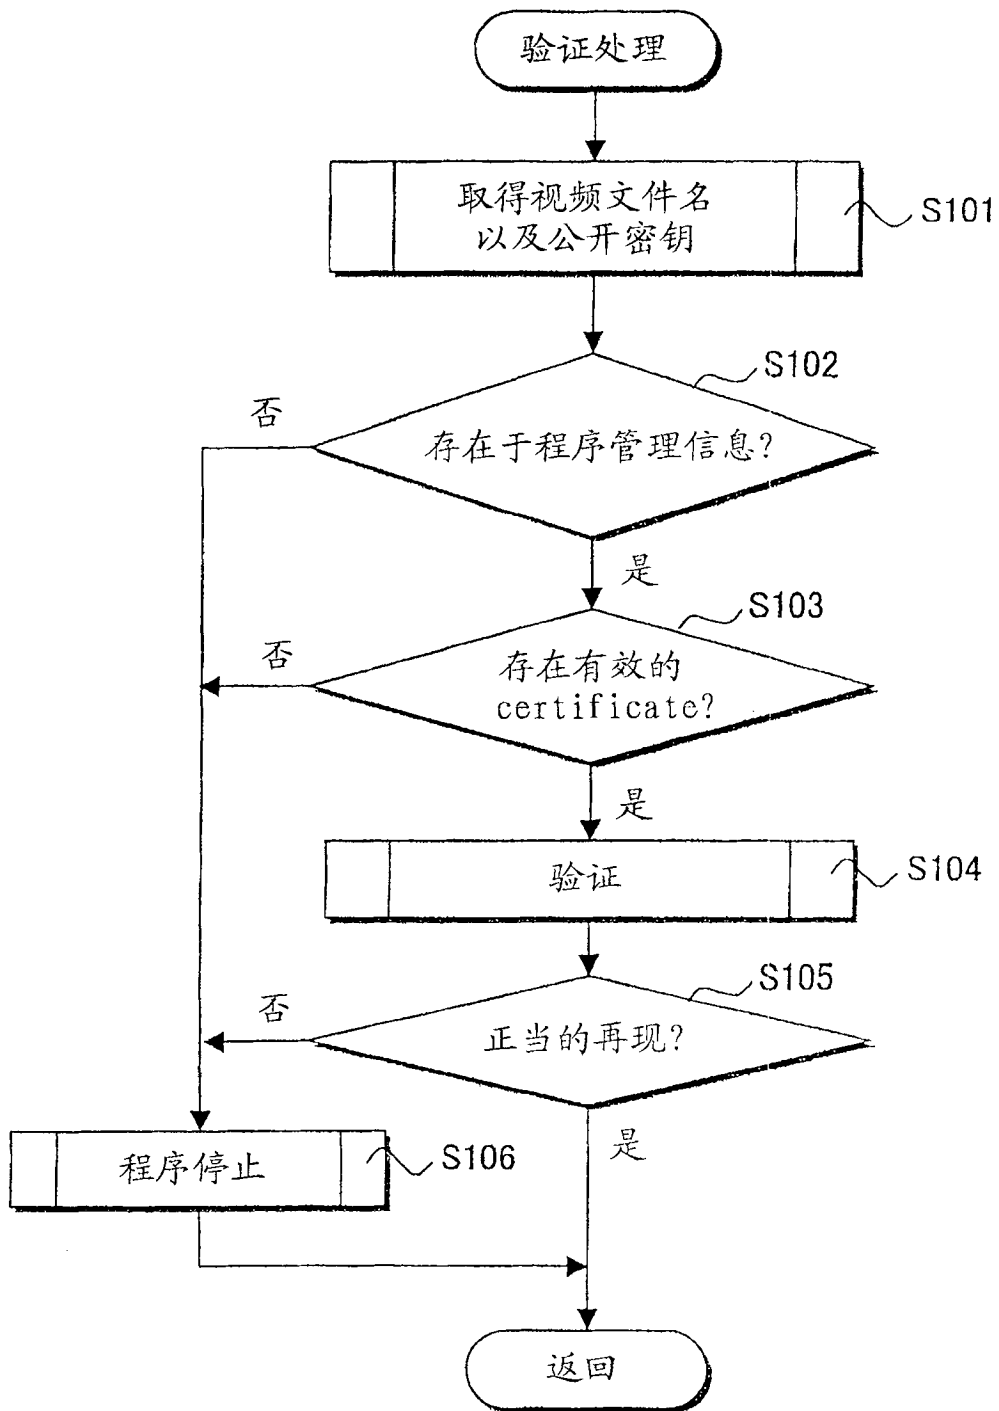 验证处理
取得视频文件名
以及公开密钥
S101
S102
否
存在于程序管理信息?
是
S103
否
存在有效的
certificate?
是
验证
S104
S105
否
正当的再现?
是
程序停止
S106
返回